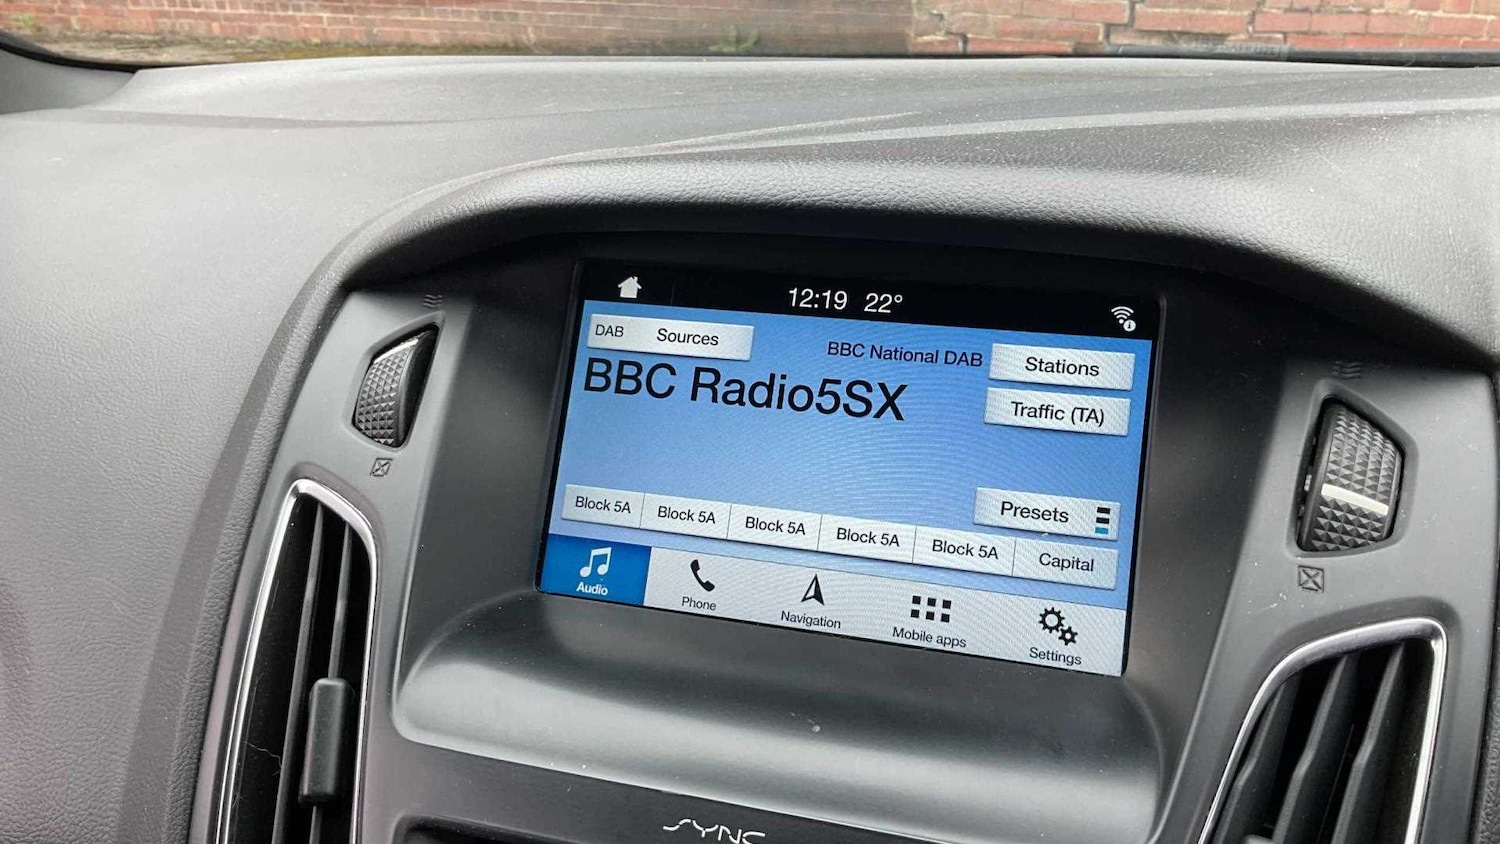 12:19 22°
DAB Sources
BBC National DAB
Stations
BBC Radio5SX
Traffic (TA)
Presets
Block 5A
Block 5A
Block 5A
Block 5A
Block 5A
Capital
Audio
Phone
Navigation
Mobile apps
Settings
SYNC